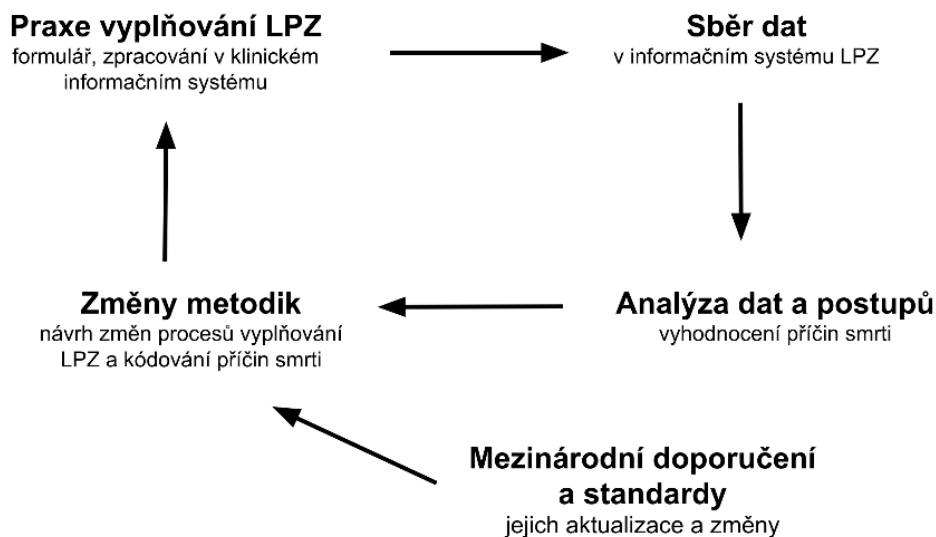 Praxe vyplňování LPZ
formulář, zpracování v klinickém
informačním systému
Sběr dat
v informačním systému LPZ
Změny metodik
návrh změn procesů vyplňování
LPZ a kódování příčin smrti
Analýza dat a postupů
vyhodnocení příčin smrti
Mezinárodní doporučení
a standardy
jejich aktualizace a změny